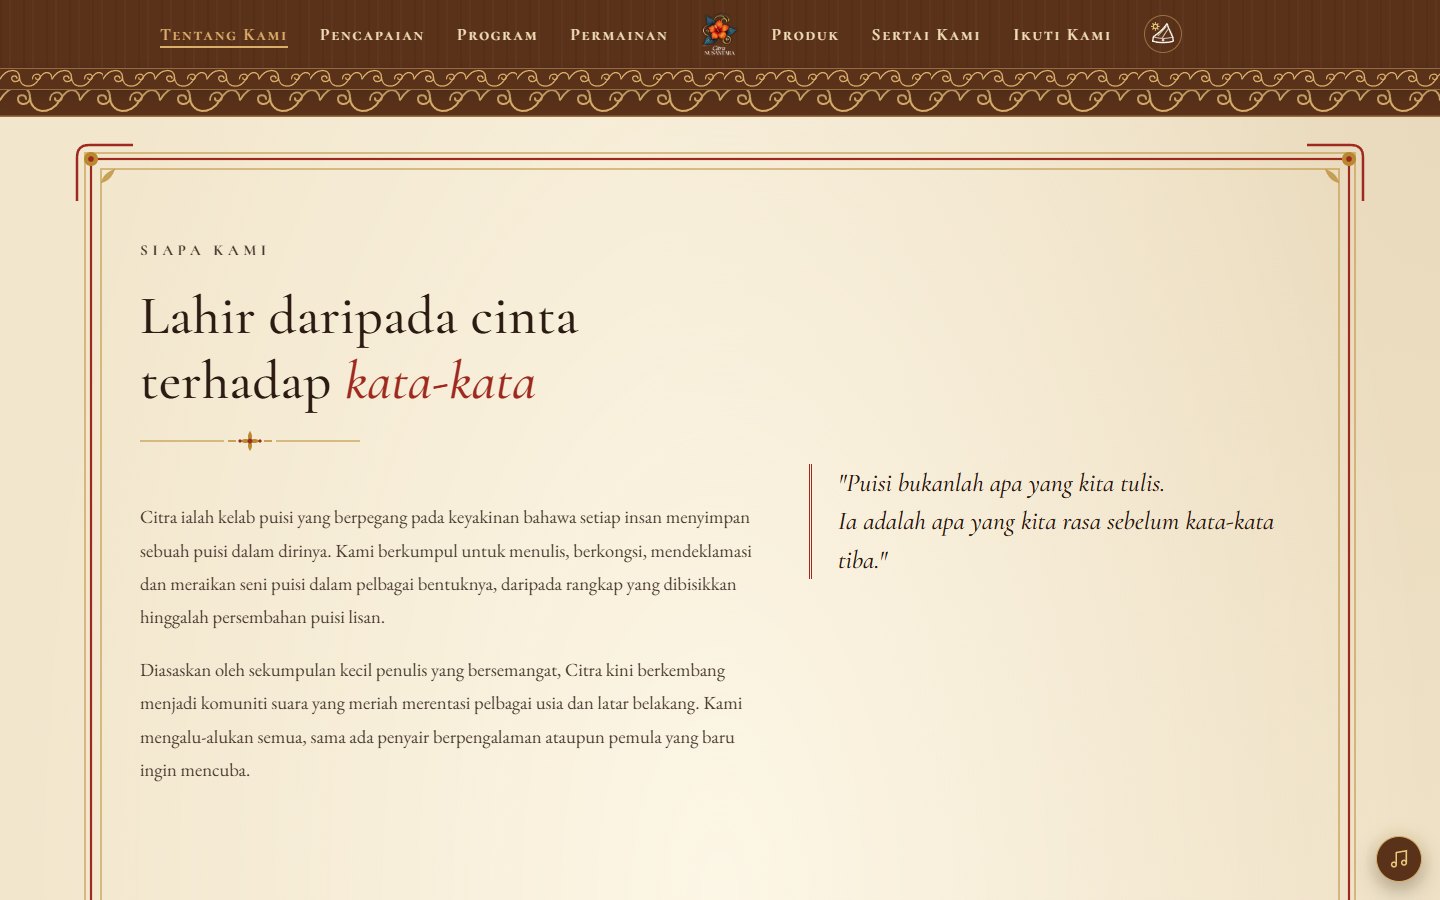 Tentang Kami
Pencapaian
Program
Permainan
Citra
NUSANTARA
Produk
Sertai Kami
Ikuti Kami
SIAPA KAMI
Lahir daripada cinta
terhadap kata-kata
Citra ialah kelab puisi yang berpegang pada keyakinan bahawa setiap insan menyimpan
sebuah puisi dalam dirinya. Kami berkumpul untuk menulis, berkongsi, mendeklamasi
dan meraikan seni puisi dalam pelbagai bentuknya, daripada rangkap yang dibisikkan
hinggalah persembahan puisi lisan.
Diasaskan oleh sekumpulan kecil penulis yang bersemangat, Citra kini berkembang
menjadi komuniti suara yang meriah merentasi pelbagai usia dan latar belakang. Kami
mengalu-alukan semua, sama ada penyair berpengalaman ataupun pemula yang baru
ingin mencuba.
"Puisi bukanlah apa yang kita tulis.
Ia adalah apa yang kita rasa sebelum kata-kata
tiba."